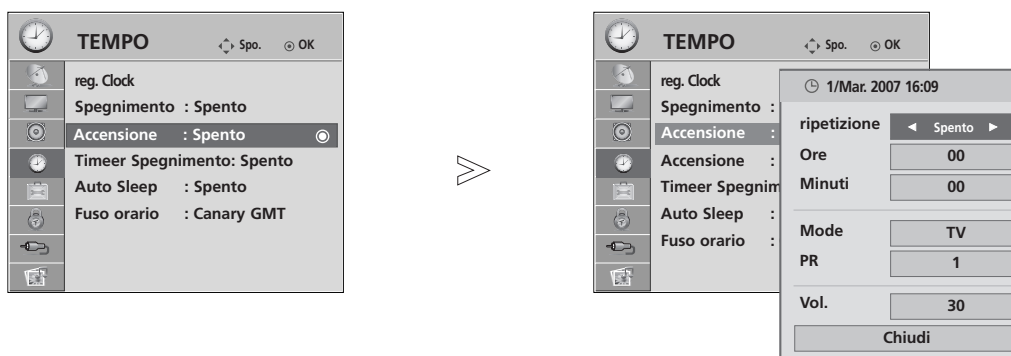 TEMPO Spo. OK
reg. Clock
Spegnimento : Spento
Accensione : Spento
Timeer Spegnimento: Spento
Auto Sleep : Spento
Fuso orario : Canary GMT
TEMPO Spo. OK
reg. Clock
Spegnimento :
Accensione :
Accensione :
Timeer Spegnim
Auto Sleep :
Fuso orario :
1/Mar. 2007 16:09
ripetizione ◄ Spento ►
Ore 00
Minuti 00
Mode TV
PR 1
Vol. 30
Chiudi